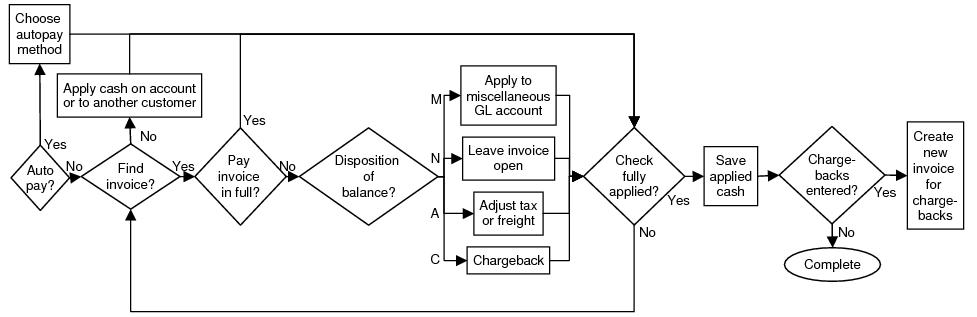 Choose
autopay
method
Apply cash on account
or to another customer
Yes
No
Auto
pay?
No
Find
invoice?
Yes
Yes
Pay
invoice
in full?
No
Disposition
of
balance?
M
Apply to
miscellaneous
GL account
N
Leave invoice
open
A
Adjust tax
or freight
C
Chargeback
Check
fully
applied?
Yes
No
Save
applied
cash
Charge-
backs
entered?
Yes
No
Complete
Create
new
invoice
for
charge-
backs